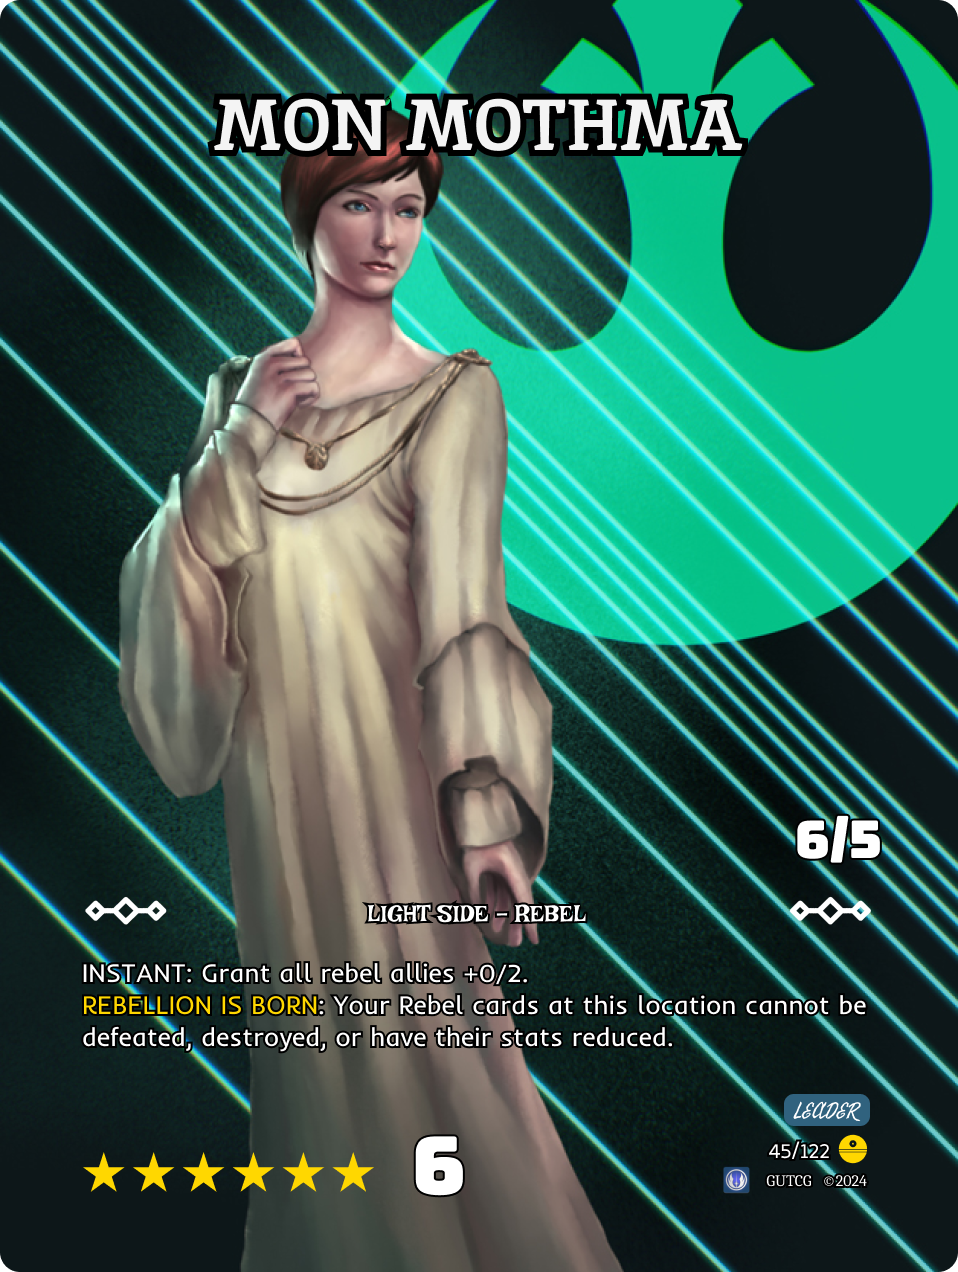 MON MOTHMA
6/5
LIGHT SIDE – REBEL
INSTANT: Grant all rebel allies +0/2.
REBELLION IS BORN: Your Rebel cards at this location cannot be
defeated, destroyed, or have their stats reduced.
LEADER
45/122
6
GUTCG ©2024